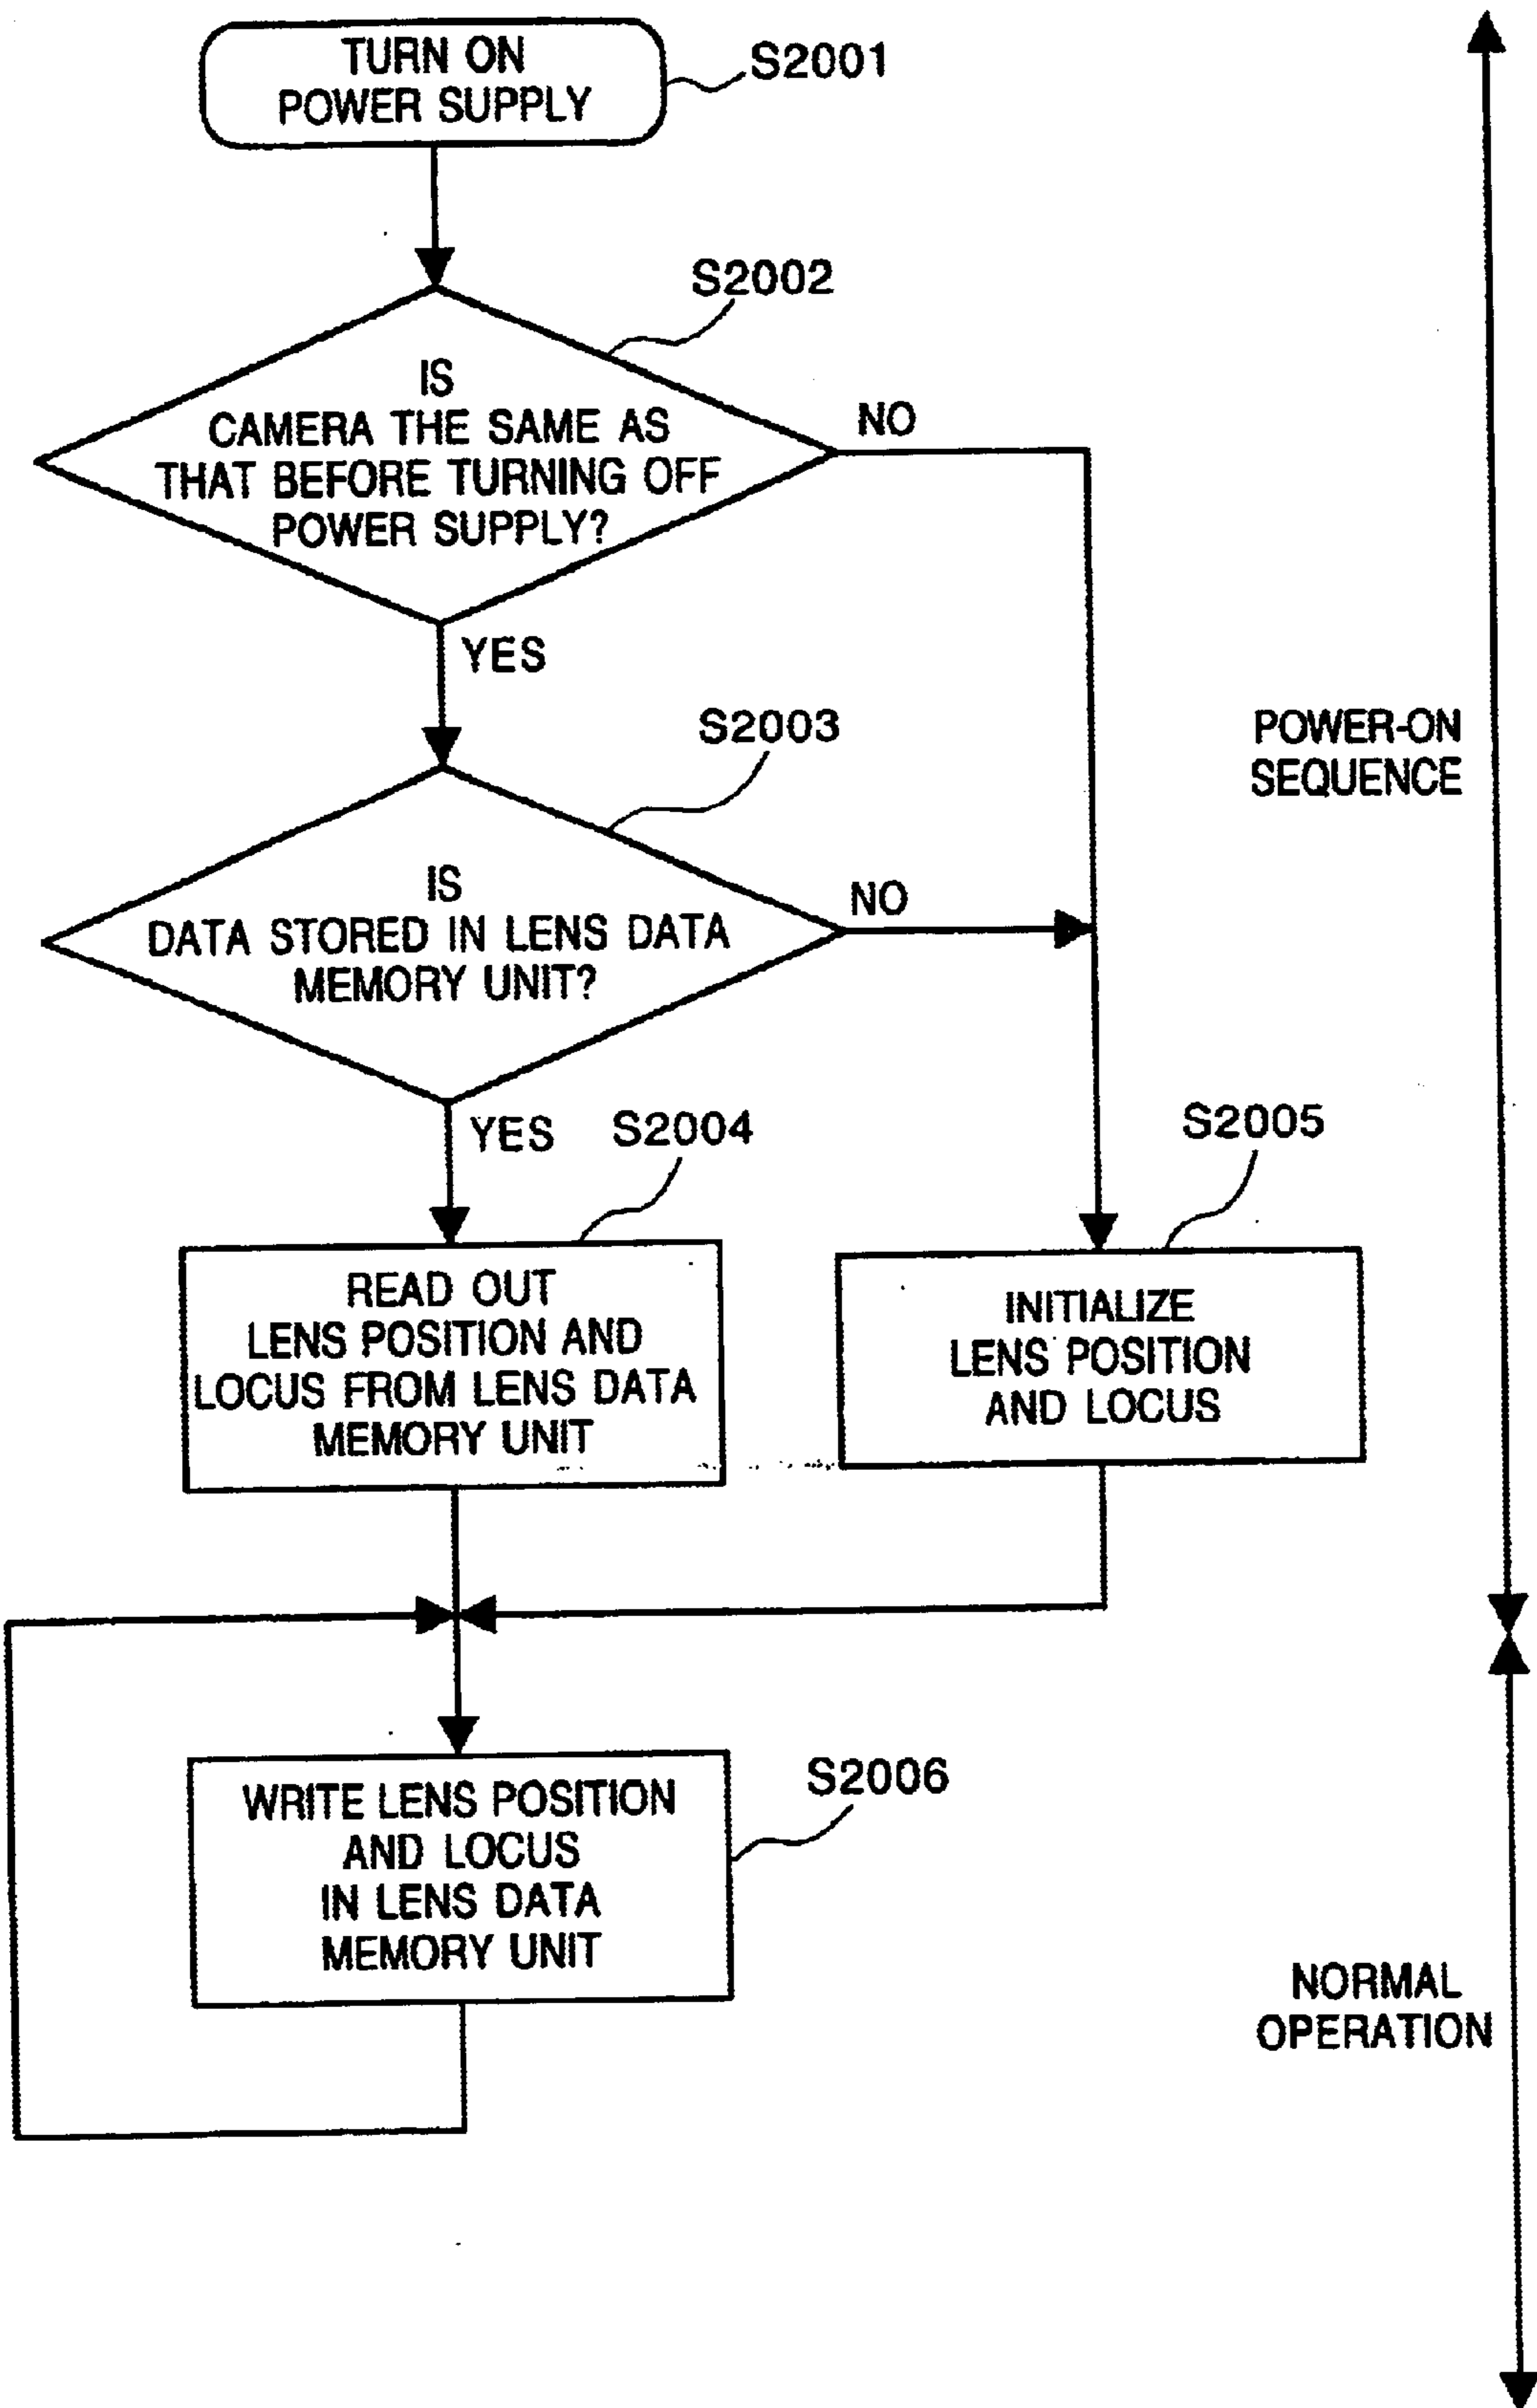 TURN ON
POWER SUPPLY
S2001
S2002
IS
CAMERA THE SAME AS
THAT BEFORE TURNING OFF
POWER SUPPLY?
NO
YES
S2003
POWER-ON
SEQUENCE
IS
DATA STORED IN LENS DATA
MEMORY UNIT?
NO
YES
S2004
S2005
READ OUT
LENS POSITION AND
LOCUS FROM LENS DATA
MEMORY UNIT
INITIALIZE
LENS POSITION
AND LOCUS
WRITE LENS POSITION
AND LOCUS
IN LENS DATA
MEMORY UNIT
S2006
NORMAL
OPERATION